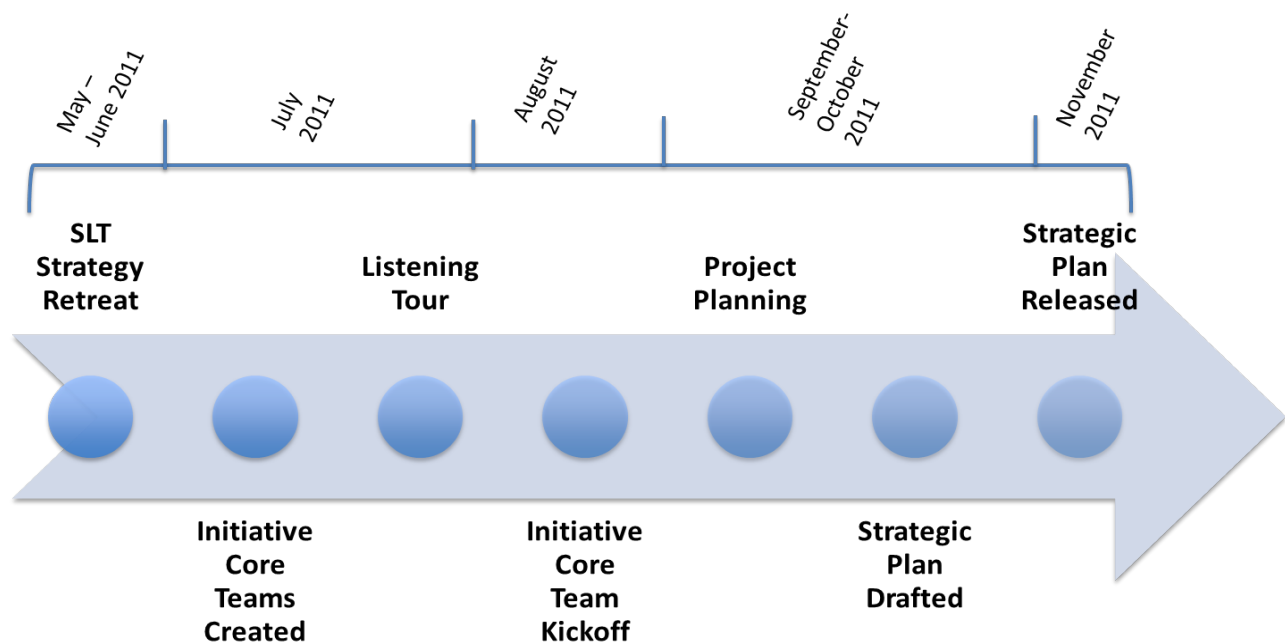 May –
June 2011
July
2011
August
2011
September-
October
2011
November
2011
SLT
Strategy
Retreat
Listening
Tour
Project
Planning
Strategic
Plan
Released
Initiative
Core
Teams
Created
Initiative
Core
Team
Kickoff
Strategic
Plan
Drafted